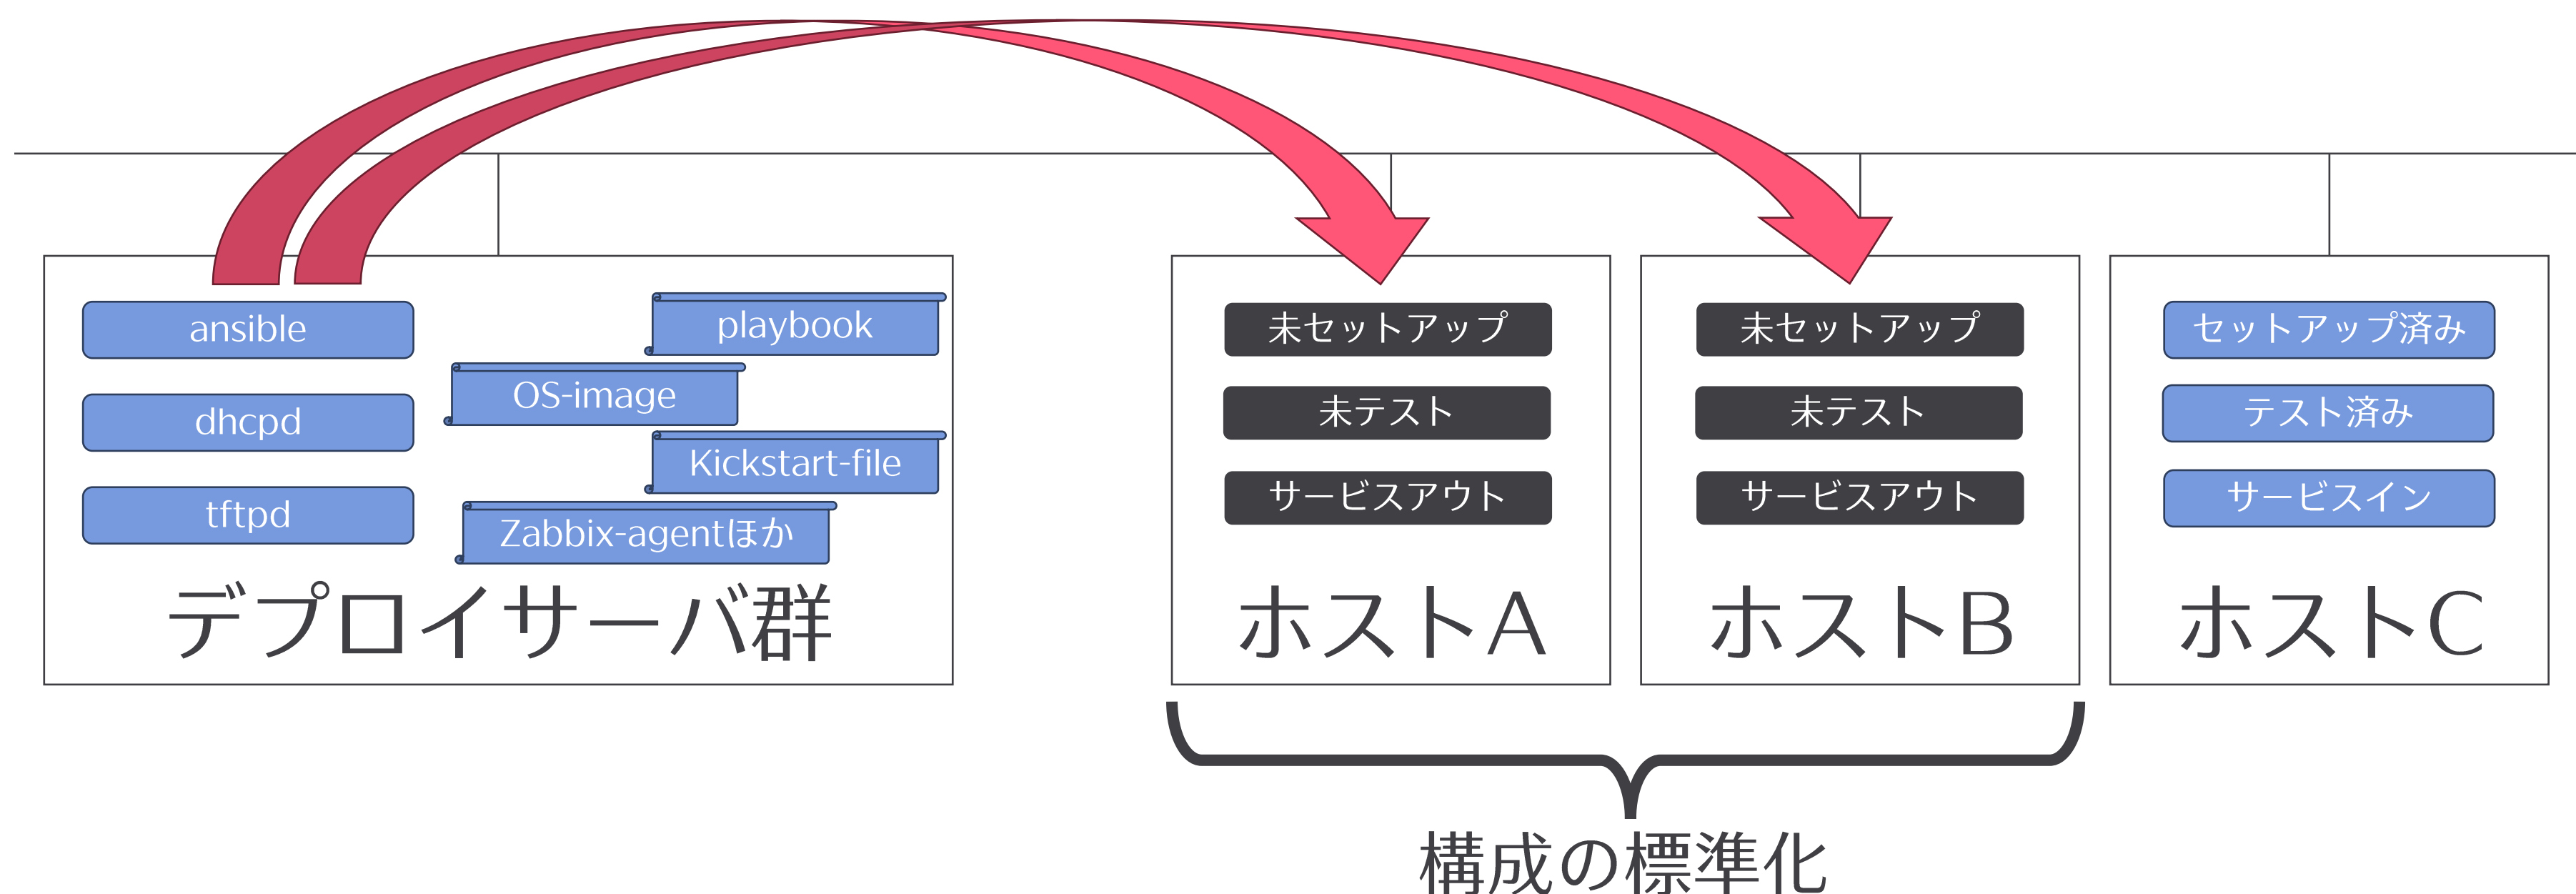 ansible
dhcpd
tftpd
playbook
OS-image
Kickstart-file
Zabbix-agentほか
デプロイサーバ群
未セットアップ
未テスト
サービスアウト
ホストA
未セットアップ
未テスト
サービスアウト
ホストB
セットアップ済み
テスト済み
サービスイン
ホストC
構成の標準化